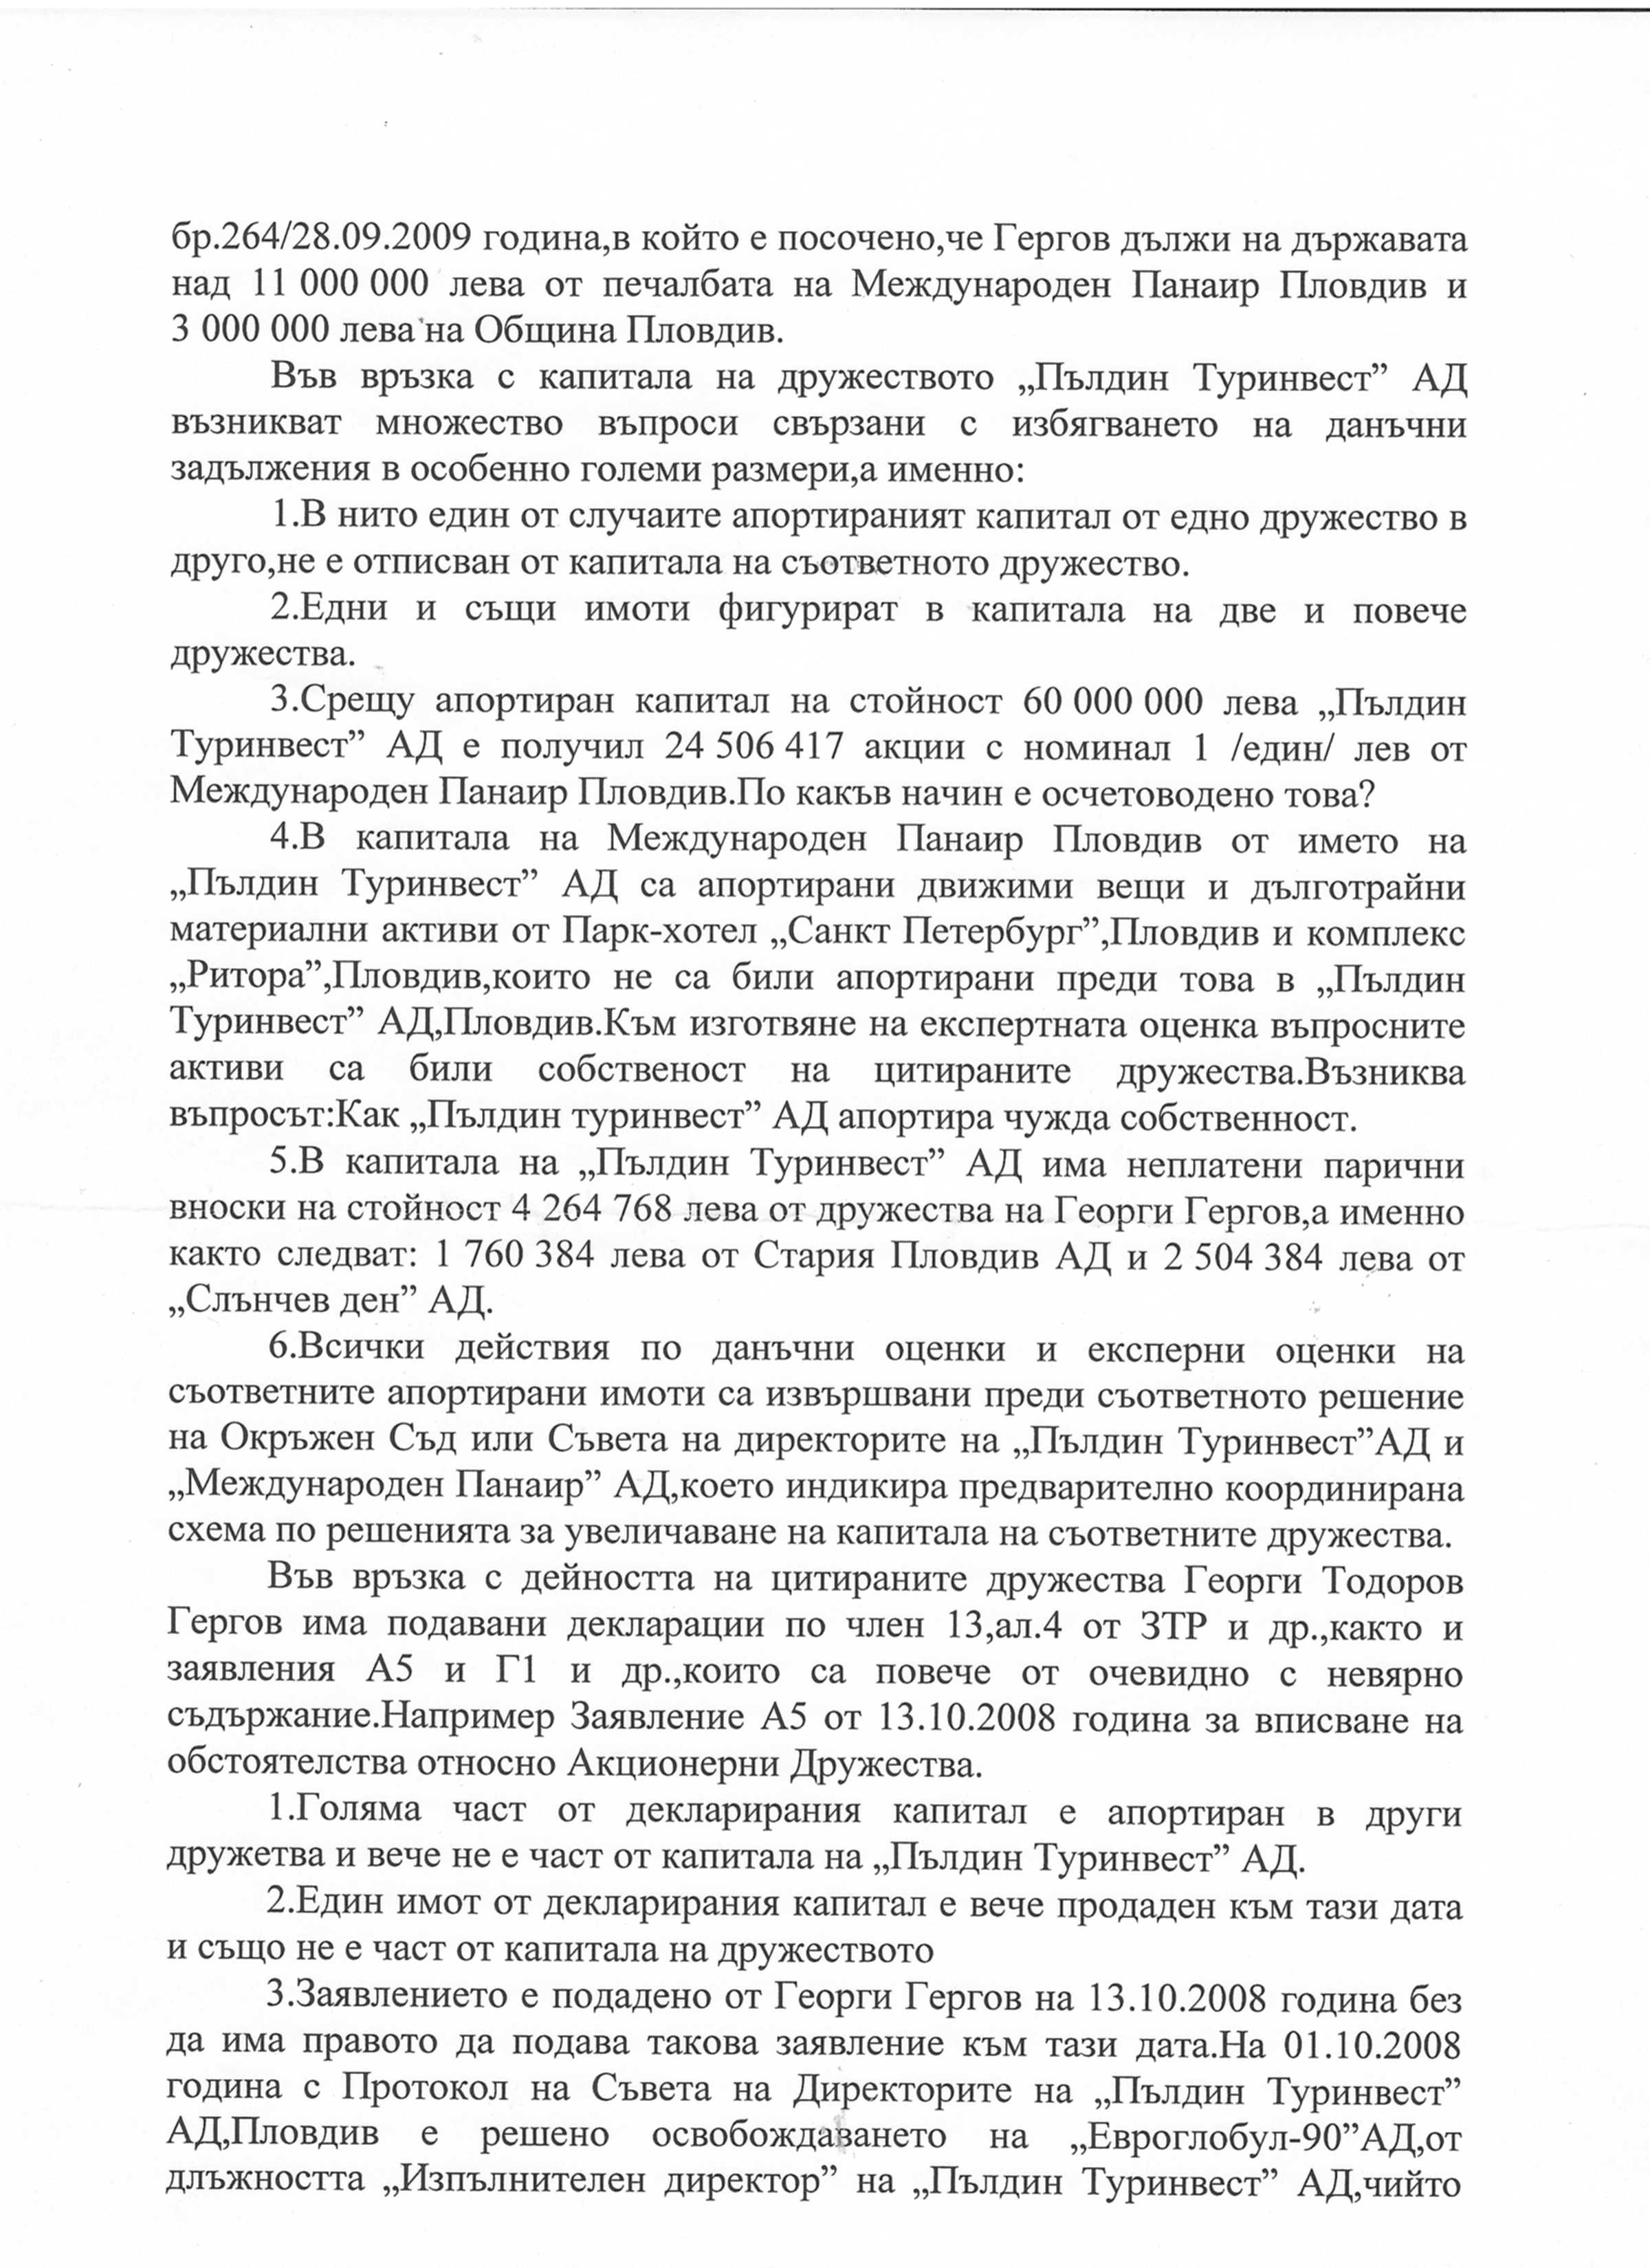 бр.264/28.09.2009 година,в който е посочено,че Гергов дължи на държавата
над 11 000 000 лева от печалбата на Международен Панаир Пловдив и
3 000 000 лева на Община Пловдив.
Във връзка с капитала на дружеството „Пълдин Туринвест” АД
възникват множество въпроси свързани с избягването на данъчни
задължения в особенно големи размери,а именно:
1.В нито един от случаите апортираният капитал от едно дружество в
друго,не е отписван от капитала на съответното дружество.
2.Едни и същи имоти фигурират в капитала на две и повече
дружества.
3.Срещу апортиран капитал на стойност 60 000 000 лева „Пълдин
Туринвест” АД е получил 24 506 417 акции с номинал 1 /един/ лев от
Международен Панаир Пловдив.По какъв начин е осчетоводено това?
4.В капитала на Международен Панаир Пловдив от името на
„Пълдин Туринвест” АД са апортирани движими вещи и дълготрайни
материални активи от Парк-хотел „Санкт Петербург”,Пловдив и комплекс
„Ритора”,Пловдив,които не са били апортирани преди това в „Пълдин
Туринвест” АД,Пловдив.Към изготвяне на експертната оценка въпросните
активи са били собственост на цитираните дружества.Възниква
въпросът:Как „Пълдин туринвест” АД апортира чужда собственност.
5.В капитала на „Пълдин Туринвест” АД има неплатени парични
вноски на стойност 4 264 768 лева от дружества на Георги Гергов,а именно
както следват: 1 760 384 лева от Стария Пловдив АД и 2 504 384 лева от
„Слънчев ден” АД.
6.Всички действия по данъчни оценки и експерни оценки на
съответните апортирани имоти са извършвани преди съответното решение
на Окръжен Съд или Съвета на директорите на „Пълдин Туринвест”АД и
„Международен Панаир” АД,което индикира предварително координирана
схема по решенията за увеличаване на капитала на съответните дружества.
Във връзка с дейността на цитираните дружества Георги Тодоров
Гергов има подавани декларации по член 13,ал.4 от ЗТР и др.,както и
заявления А5 и Г1 и др.,които са повече от очевидно с невярно
съдържание.Например Заявление А5 от 13.10.2008 година за вписване на
обстоятелства относно Акционерни Дружества.
1.Голяма част от декларирания капитал е апортиран в други
дружетва и вече не е част от капитала на „Пълдин Туринвест” АД.
2.Един имот от декларирания капитал е вече продаден към тази дата
и също не е част от капитала на дружеството
3.Заявлението е подадено от Георги Гергов на 13.10.2008 година без
да има правото да подава такова заявление към тази дата.На 01.10.2008
година с Протокол на Съвета на Директорите на „Пълдин Туринвест”
АД,Пловдив е решено освобождаването на „Евроглобул-90”АД,от
длъжността „Изпълнителен директор” на „Пълдин Туринвест” АД,чийто